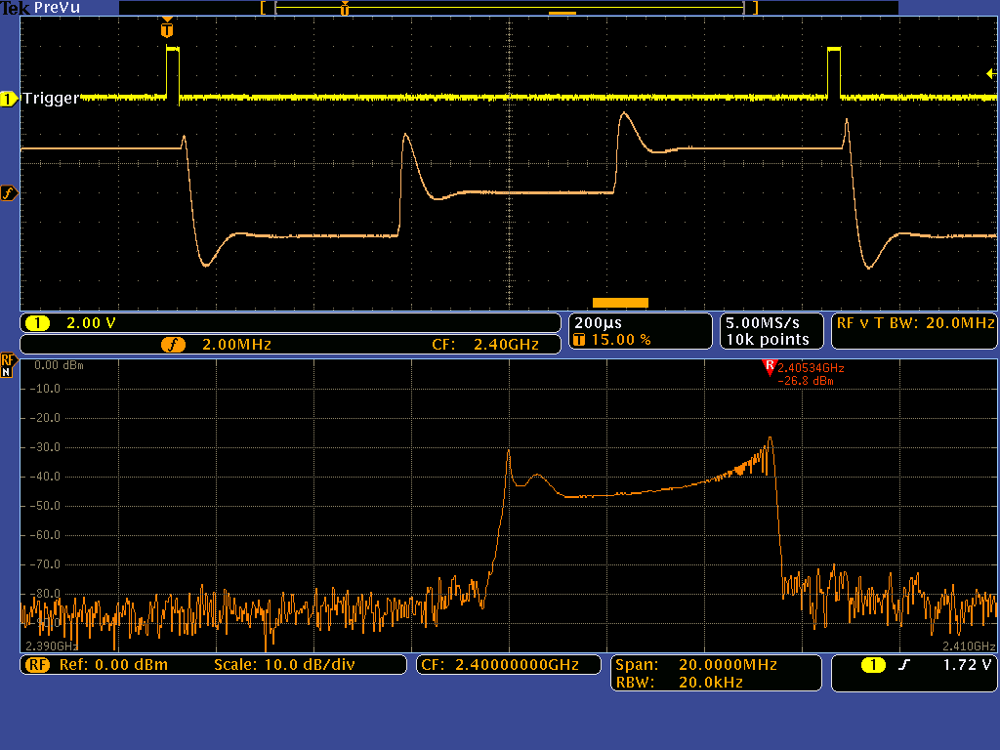 Tek PreVu
T
T
1 Trigger
f
1 2.00 V
f 2.00MHz CF: 2.40GHz
200µs
T 15.00 %
5.00MS/s
10k points
RF v T BW: 20.0MHz
RF
N
0.00 dBm
R 2.40534GHz
-26.8 dBm
-10.0
-20.0
-30.0
-40.0
-50.0
-60.0
-70.0
-80.0
-90.0
2.390GHz 2.410GHz
RF Ref: 0.00 dBm Scale: 10.0 dB/div
CF: 2.40000000GHz
Span: 20.0000MHz
RBW: 20.0kHz
1 1.72 V